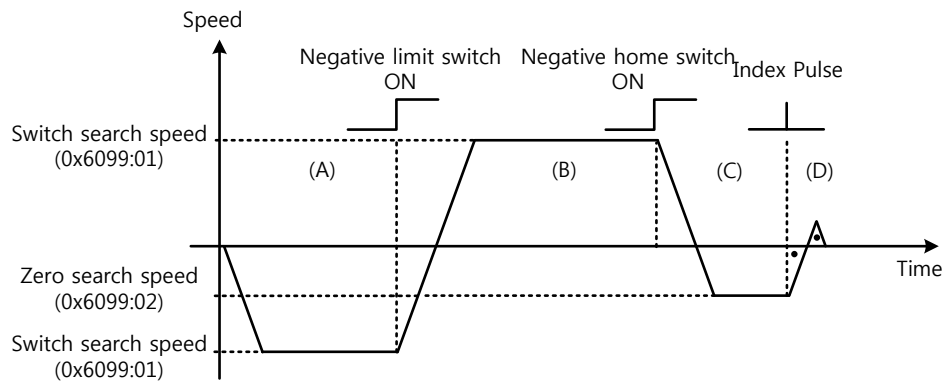 Speed
Negative limit switch
ON
Negative home switch
ON
Index Pulse
Switch search speed
(0x6099:01)
(A)
(B)
(C)
(D)
Time
Zero search speed
(0x6099:02)
Switch search speed
(0x6099:01)